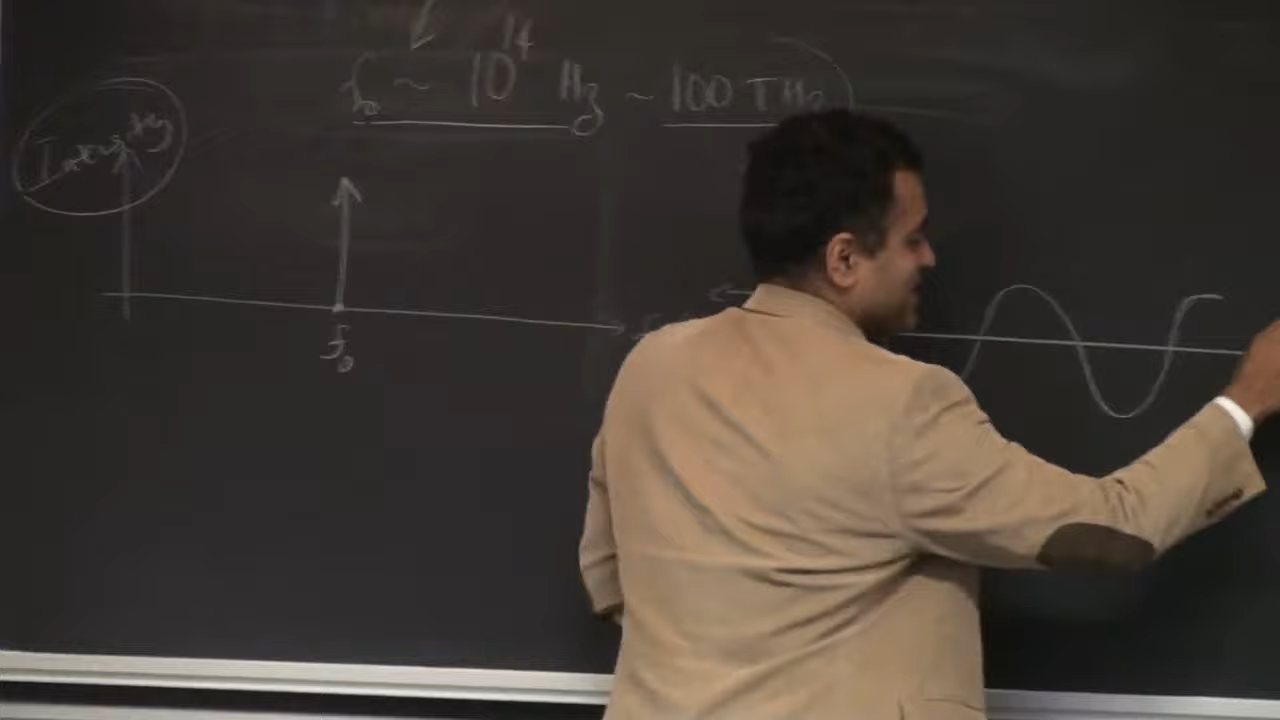 f₀ ~ 10¹⁴ Hz ~ 100 THz
Intensity
f₀
f